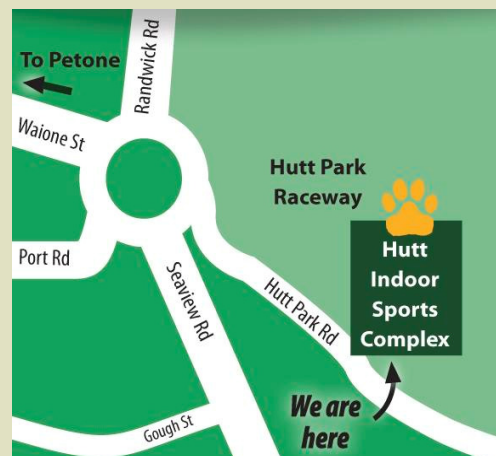 Randwick Rd
To Petone
Waione St
Hutt Park
Raceway
Port Rd
Seaview Rd
Hutt Park Rd
Hutt
Indoor
Sports
Complex
We are
here
Gough St